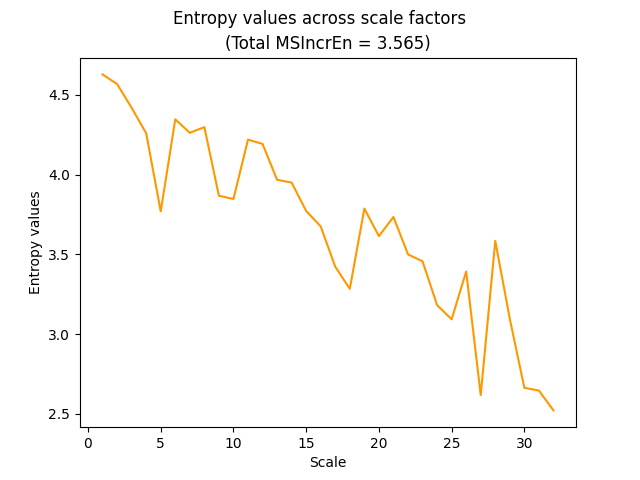 Entropy values across scale factors
(Total MSIncrEn = 3.565)
Entropy values
4.5
4.0
3.5
3.0
2.5
0 5 10 15 20 25 30
Scale